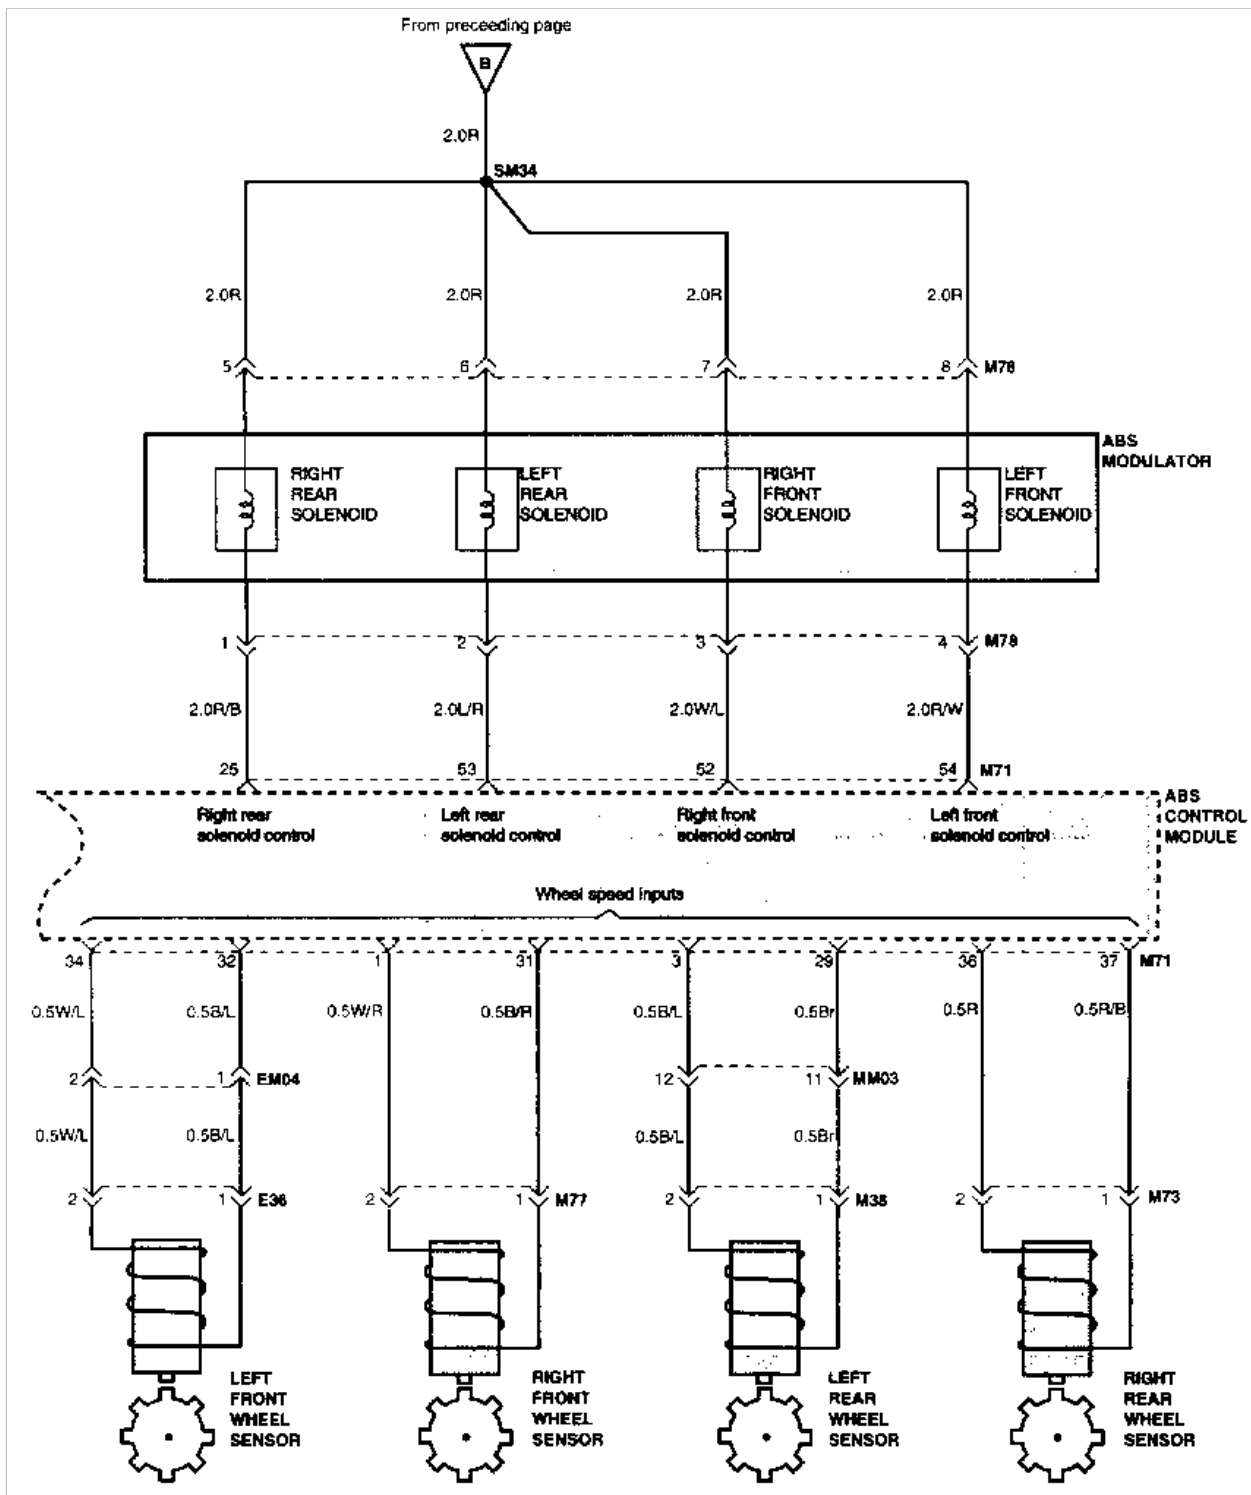 From preceeding page
B
2.0R
SM34
2.0R 2.0R 2.0R 2.0R
5 6 7 8 M78
ABS
MODULATOR
RIGHT
REAR
SOLENOID
LEFT
REAR
SOLENOID
RIGHT
FRONT
SOLENOID
LEFT
FRONT
SOLENOID
1 2 3 4 M78
2.0R/B 2.0L/R 2.0W/L 2.0R/W
25 53 52 54 M71
ABS
CONTROL
MODULE
Right rear
solenoid control
Left rear
solenoid control
Right front
solenoid control
Left front
solenoid control
Wheel speed inputs
34 32 1 31 3 29 36 37 M71
0.5W/L 0.5B/L 0.5W/R 0.5B/R 0.5B/L 0.5Br 0.5R 0.5R/B
2 1 EM04 12 11 MM03
0.5W/L 0.5B/L 0.5B/L 0.5Br
2 1 E36 2 1 M77 2 1 M38 2 1 M73
LEFT
FRONT
WHEEL
SENSOR
RIGHT
FRONT
WHEEL
SENSOR
LEFT
REAR
WHEEL
SENSOR
RIGHT
REAR
WHEEL
SENSOR